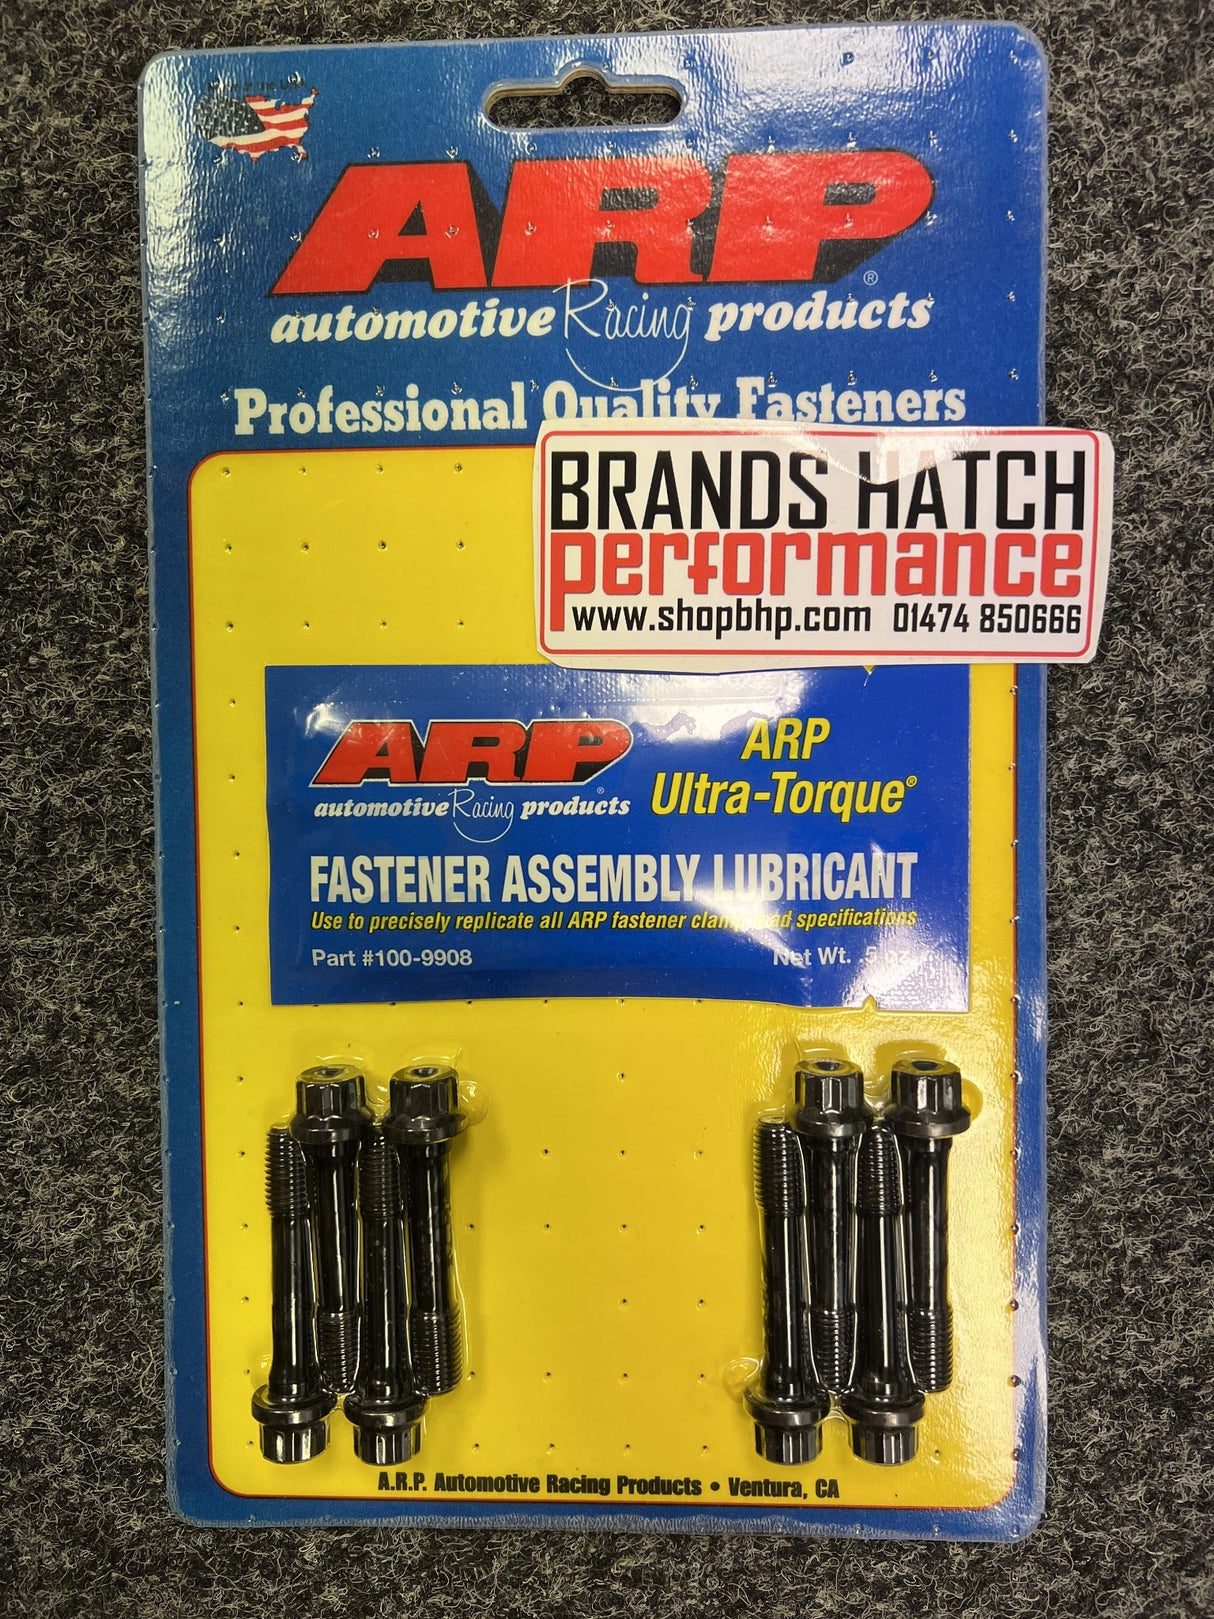 ARP
®
automotive Racing products
Professional Quality Fasteners
BRANDS HATCH
performance
www.shopbhp.com 01474 850666
ARP
®
automotive Racing products
ARP
Ultra-Torque®
FASTENER ASSEMBLY LUBRICANT
Use to precisely replicate all ARP fastener clamp load specifications
Part #100-9908
Net Wt. .5 oz
A.R.P. Automotive Racing Products • Ventura, CA